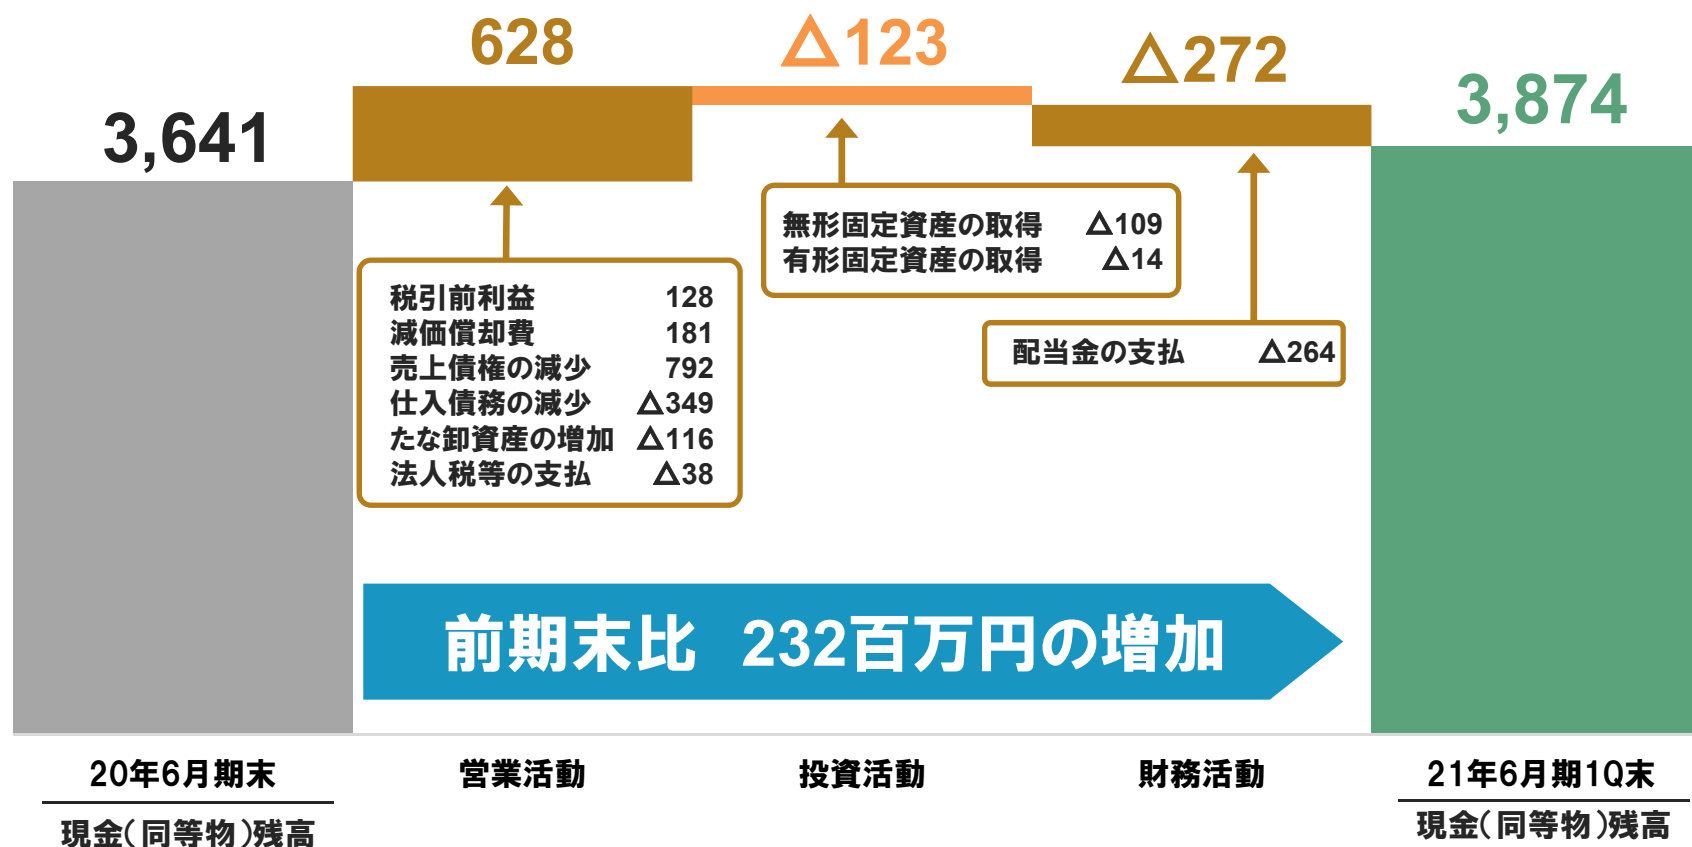 3,641
628
△123
△272
3,874
税引前利益 128
減価償却費 181
売上債権の減少 792
仕入債務の減少 △349
たな卸資産の増加 △116
法人税等の支払 △38
無形固定資産の取得 △109
有形固定資産の取得 △14
配当金の支払 △264
前期末比 232百万円の増加
20年6月期末
現金(同等物)残高
営業活動
投資活動
財務活動
21年6月期1Q末
現金(同等物)残高